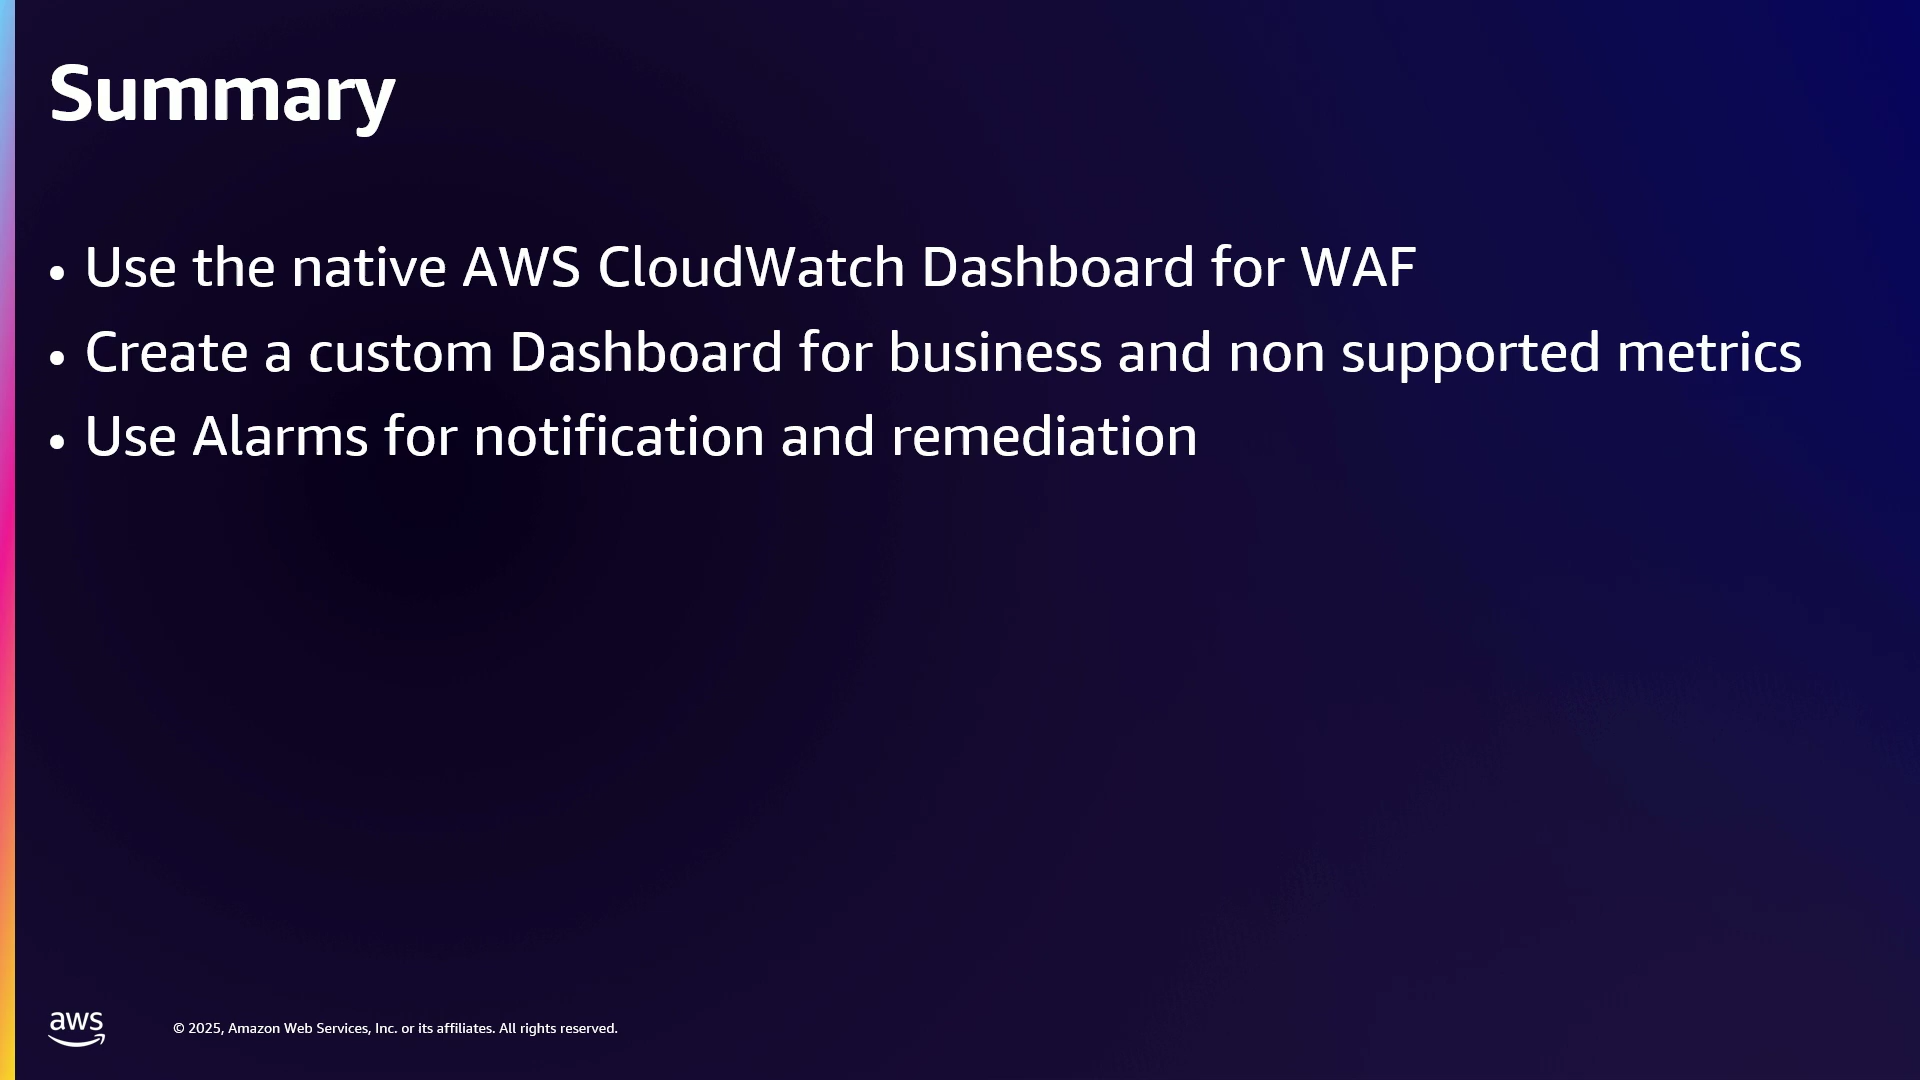 Summary
• Use the native AWS CloudWatch Dashboard for WAF
• Create a custom Dashboard for business and non supported metrics
• Use Alarms for notification and remediation
aws
© 2025, Amazon Web Services, Inc. or its affiliates. All rights reserved.